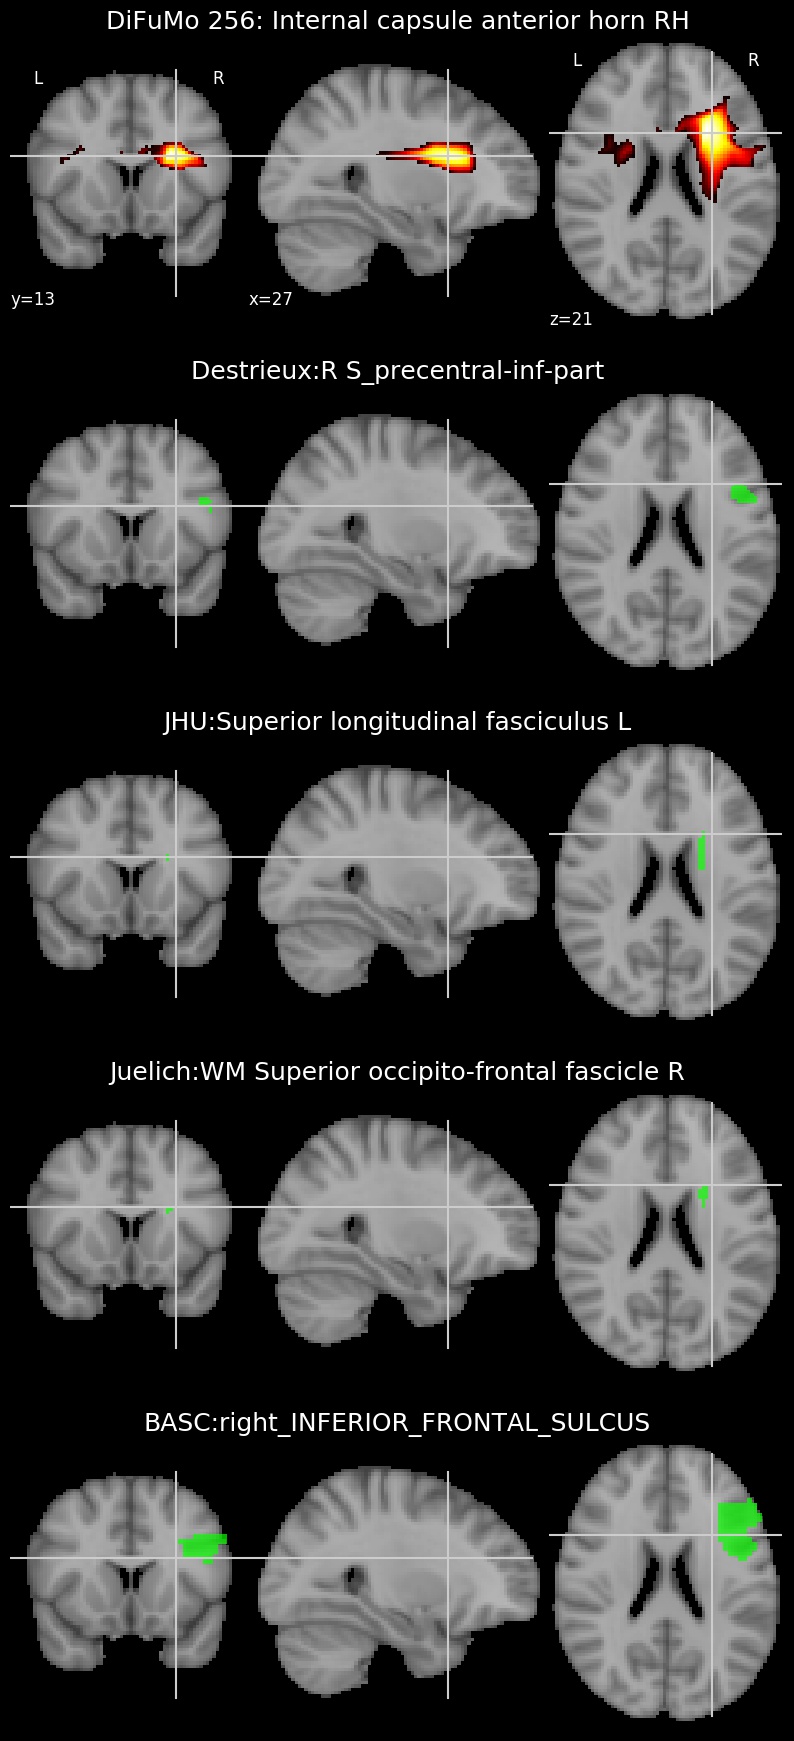 DiFuMo 256: Internal capsule anterior horn RH
L R L R
y=13 x=27 z=21
Destrieux:R S_precentral-inf-part
JHU:Superior longitudinal fasciculus L
Juelich:WM Superior occipito-frontal fascicle R
BASC:right_INFERIOR_FRONTAL_SULCUS